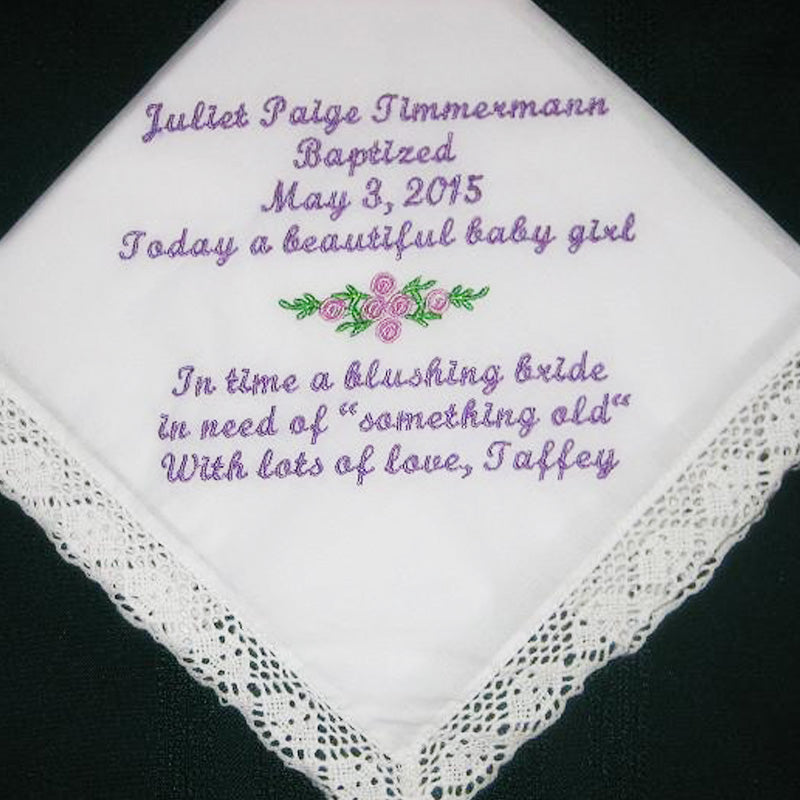 Juliet Paige Timmermann
Baptized
May 3, 2015
Today a beautiful baby girl
In time a blushing bride
in need of “something old“
With lots of love, Taffey